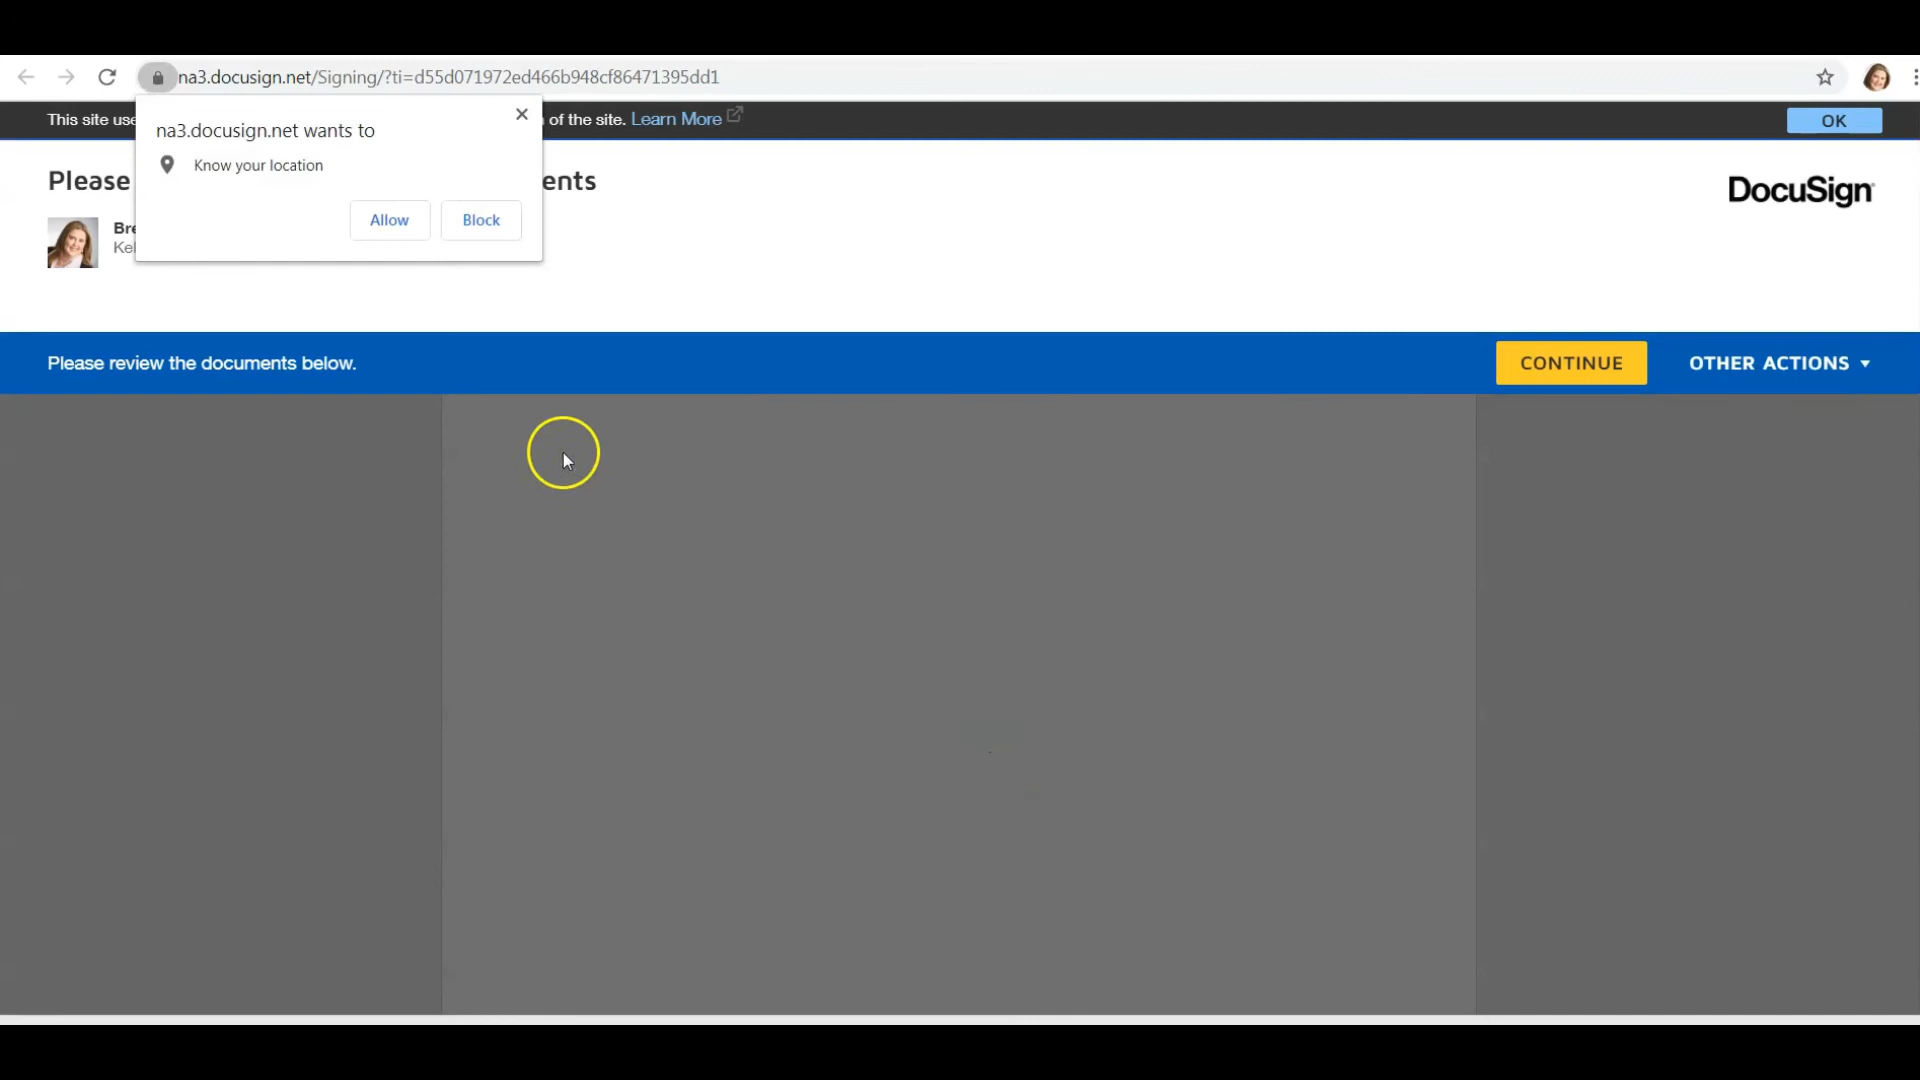 na3.docusign.net/Signing/?ti=d55d071972ed466b948cf86471395dd1
This site use
of the site. Learn More
OK
na3.docusign.net wants to
Know your location
Allow
Block
Please
ents
DocuSign
Bre
Kel
Please review the documents below.
CONTINUE
OTHER ACTIONS